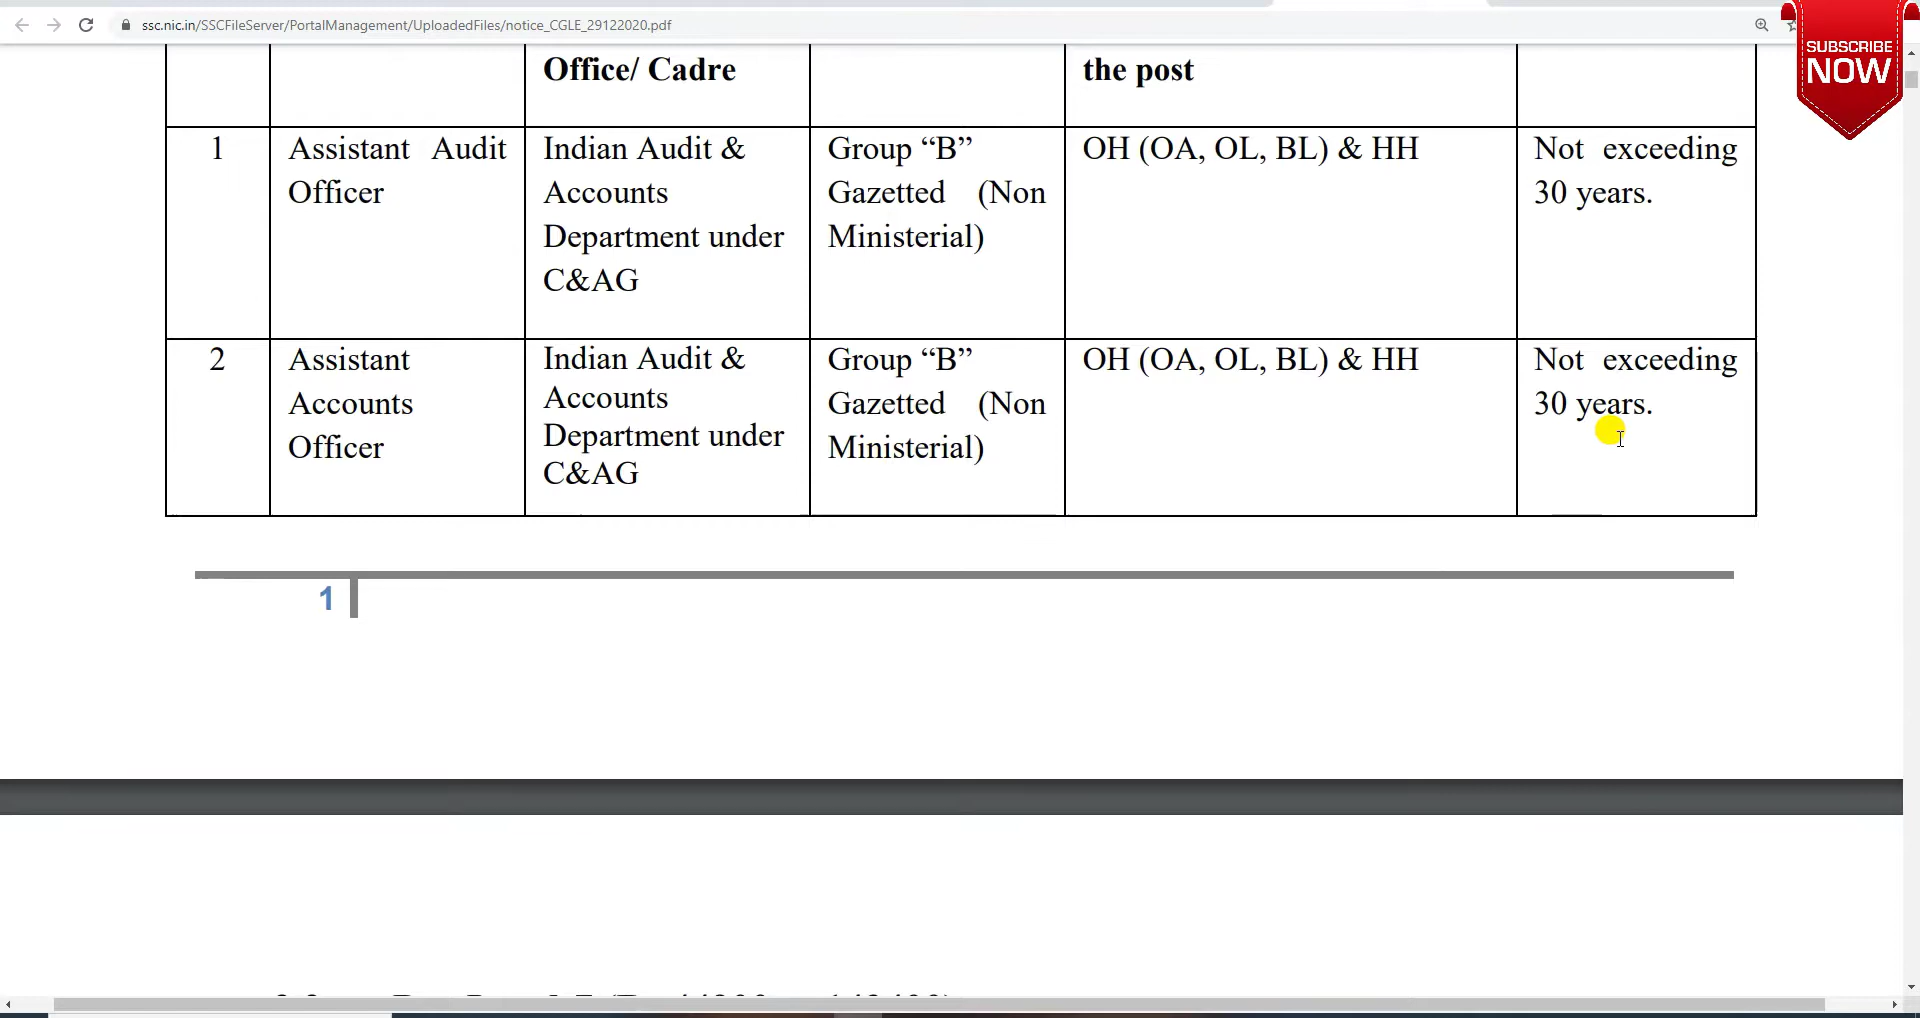 ssc.nic.in/SSCFileServer/PortalManagement/UploadedFiles/notice_CGLE_29122020.pdf
SUBSCRIBE
NOW
Office/ Cadre
the post
1
Assistant Audit
Officer
Indian Audit &
Accounts
Department under
C&AG
Group “B”
Gazetted (Non
Ministerial)
OH (OA, OL, BL) & HH
Not exceeding
30 years.
2
Assistant
Accounts
Officer
Indian Audit &
Accounts
Department under
C&AG
Group “B”
Gazetted (Non
Ministerial)
OH (OA, OL, BL) & HH
Not exceeding
30 years.
1